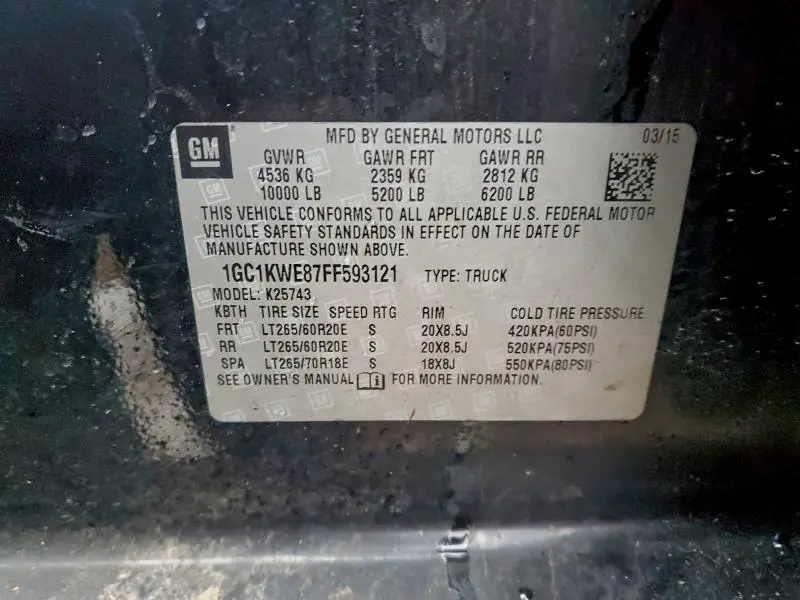 GM
MFD BY GENERAL MOTORS LLC 03/15
GVWR GAWR FRT GAWR RR
4536 KG 2359 KG 2812 KG
10000 LB 5200 LB 6200 LB
THIS VEHICLE CONFORMS TO ALL APPLICABLE U.S. FEDERAL MOTOR
VEHICLE SAFETY STANDARDS IN EFFECT ON THE DATE OF
MANUFACTURE SHOWN ABOVE.
1GC1KWE87FF593121 TYPE: TRUCK
MODEL: K25743
KBTH TIRE SIZE SPEED RTG RIM COLD TIRE PRESSURE
FRT LT265/60R20E S 20X8.5J 420KPA(60PSI)
RR LT265/60R20E S 20X8.5J 520KPA(75PSI)
SPA LT265/70R18E S 18X8J 550KPA(80PSI)
SEE OWNER'S MANUAL FOR MORE INFORMATION.